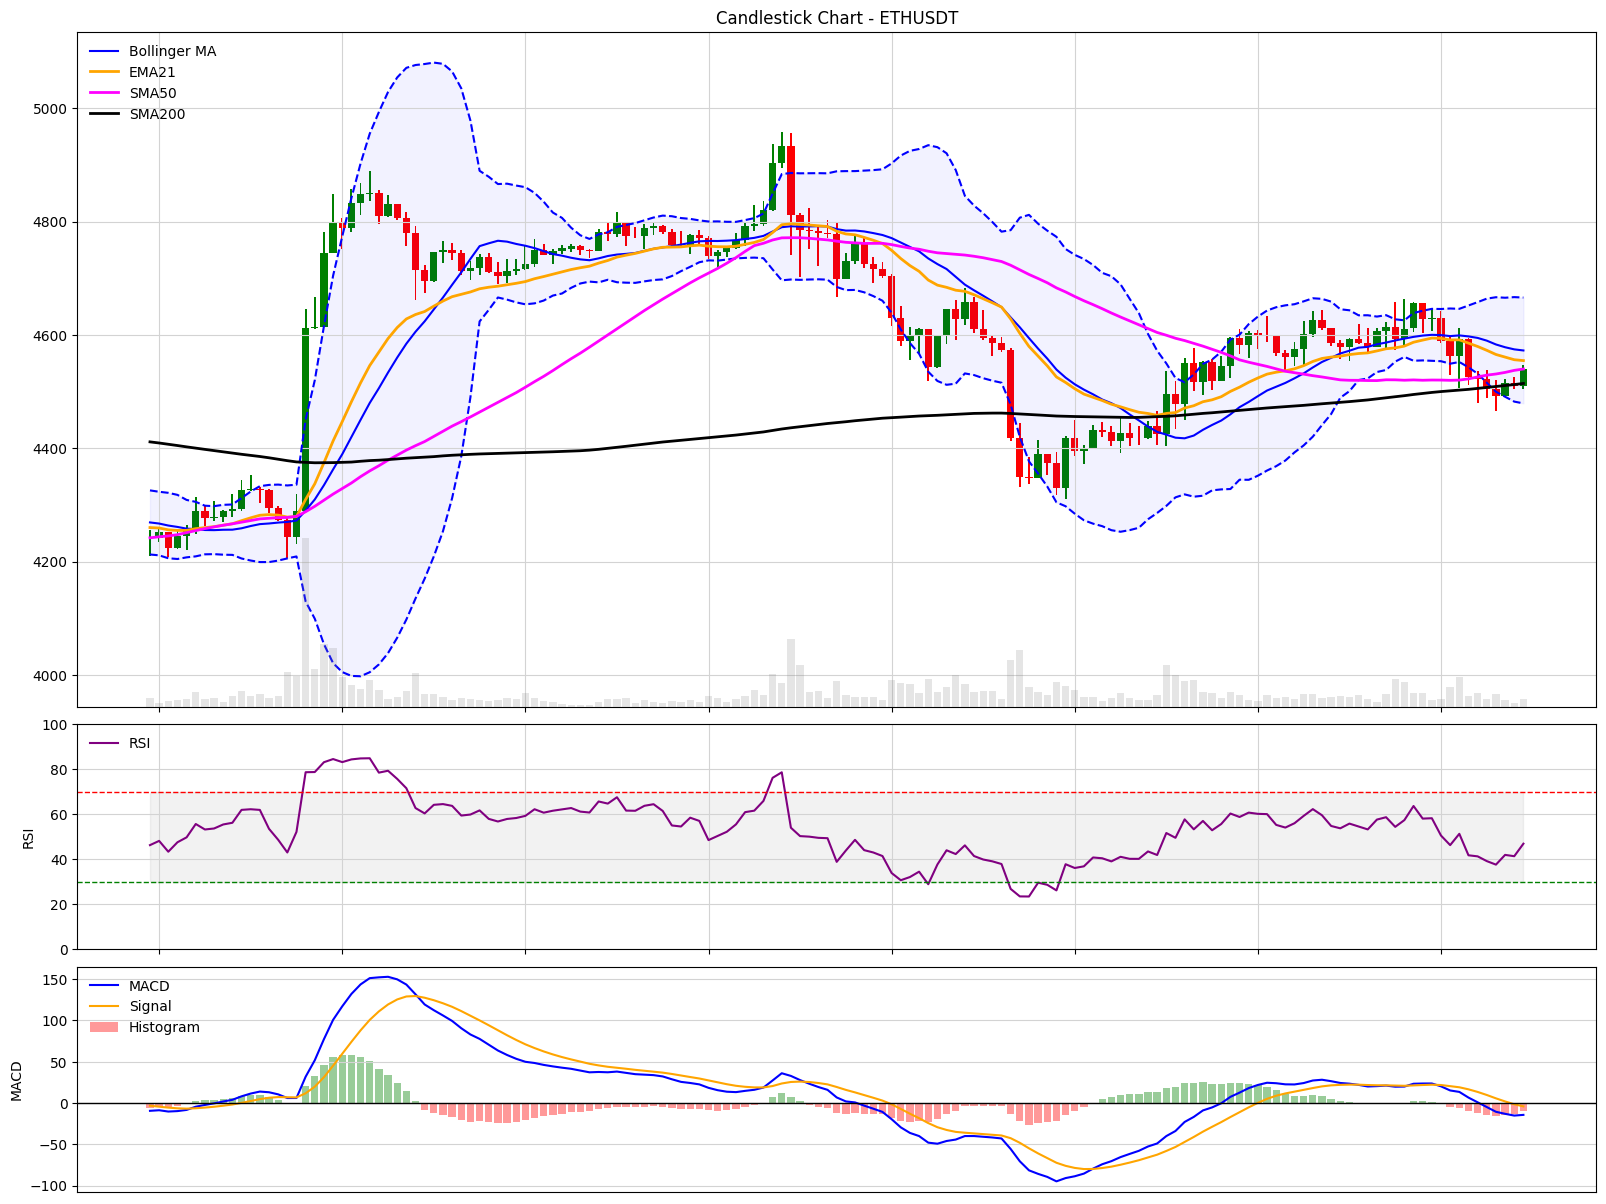 Candlestick Chart - ETHUSDT
Bollinger MA
EMA21
SMA50
SMA200
5000
4800
4600
4400
4200
4000
RSI
100
80
60
40
20
0
RSI
MACD
Signal
Histogram
150
100
50
0
−50
−100
MACD